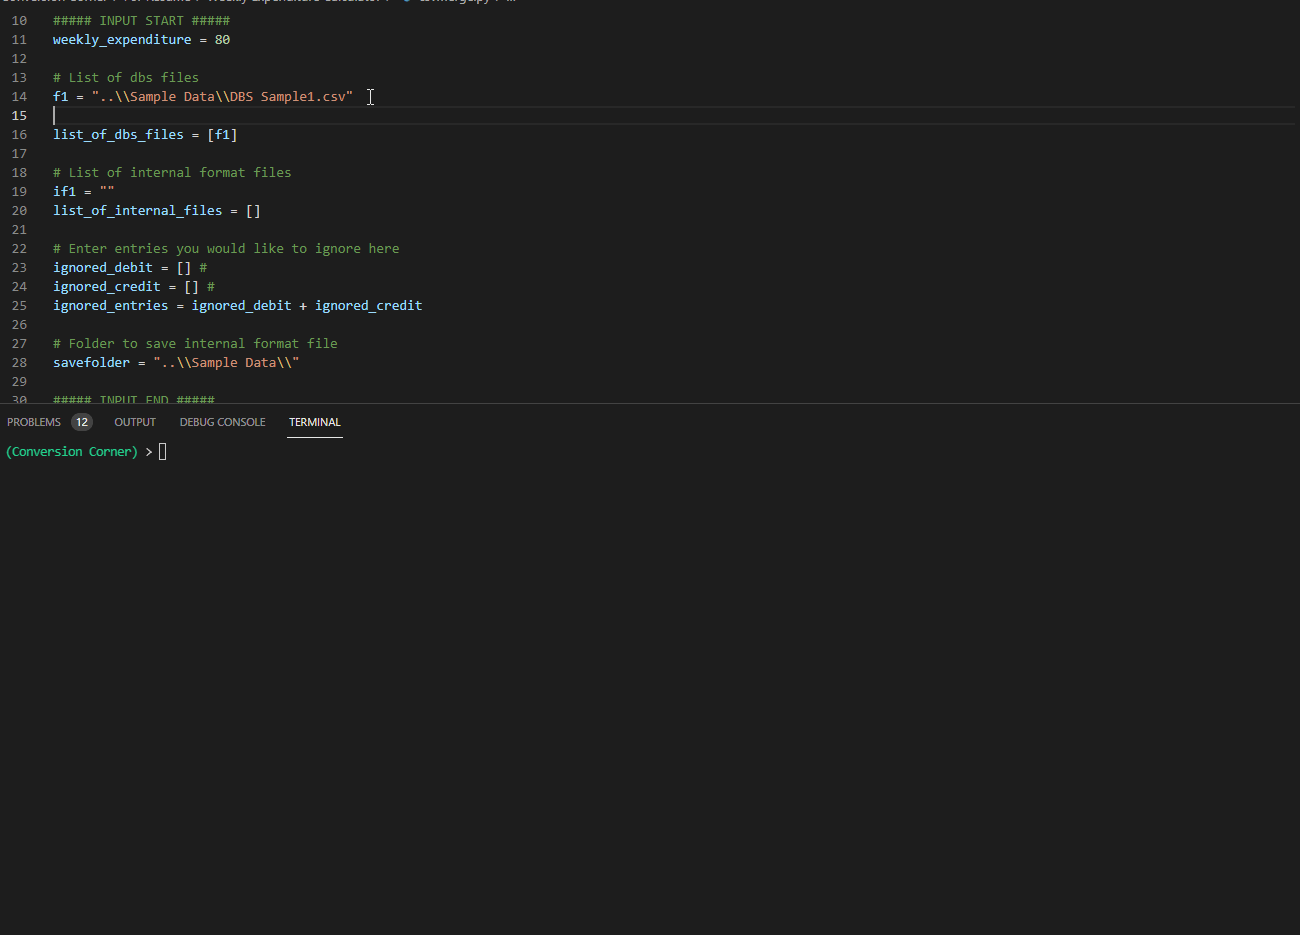 10 ##### INPUT START #####
11 weekly_expenditure = 80
12
13 # List of dbs files
14 f1 = "..\\Sample Data\\DBS Sample1.csv"
15
16 list_of_dbs_files = [f1]
17
18 # List of internal format files
19 if1 = ""
20 list_of_internal_files = []
21
22 # Enter entries you would like to ignore here
23 ignored_debit = [] #
24 ignored_credit = [] #
25 ignored_entries = ignored_debit + ignored_credit
26
27 # Folder to save internal format file
28 savefolder = "..\\Sample Data\\"
29
30 ##### INPUT END #####
PROBLEMS 12 OUTPUT DEBUG CONSOLE TERMINAL
(Conversion Corner) >